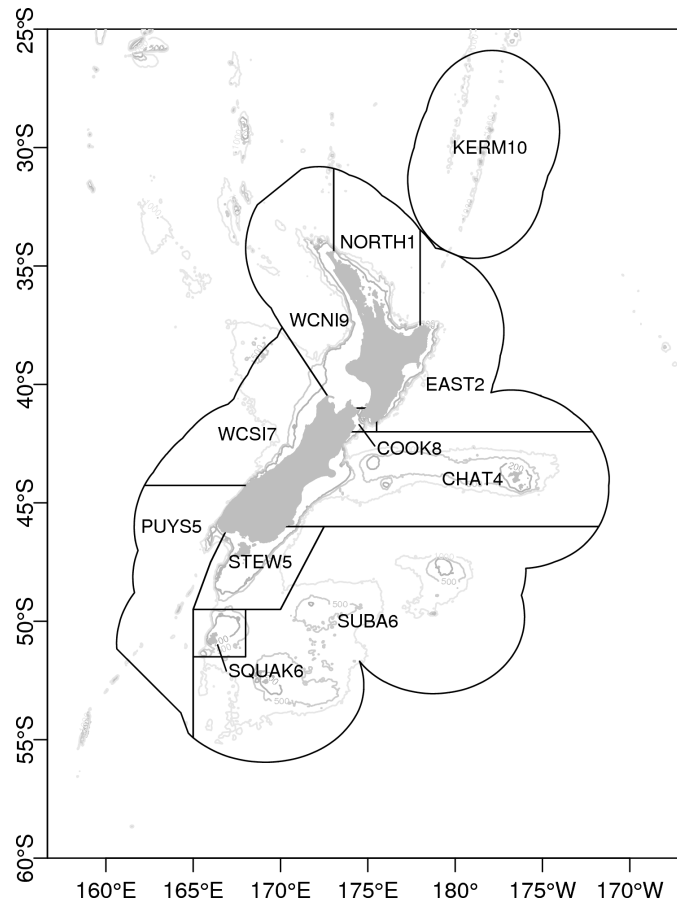 25°S
30°S
35°S
40°S
45°S
50°S
55°S
60°S
KERM10
NORTH1
WCNI9
EAST2
WCSI7
COOK8
CHAT4
200
PUYS5
STEW5
500
500
SUBA6
SQUAK6
500
160°E
165°E
170°E
175°E
180°
175°W
170°W